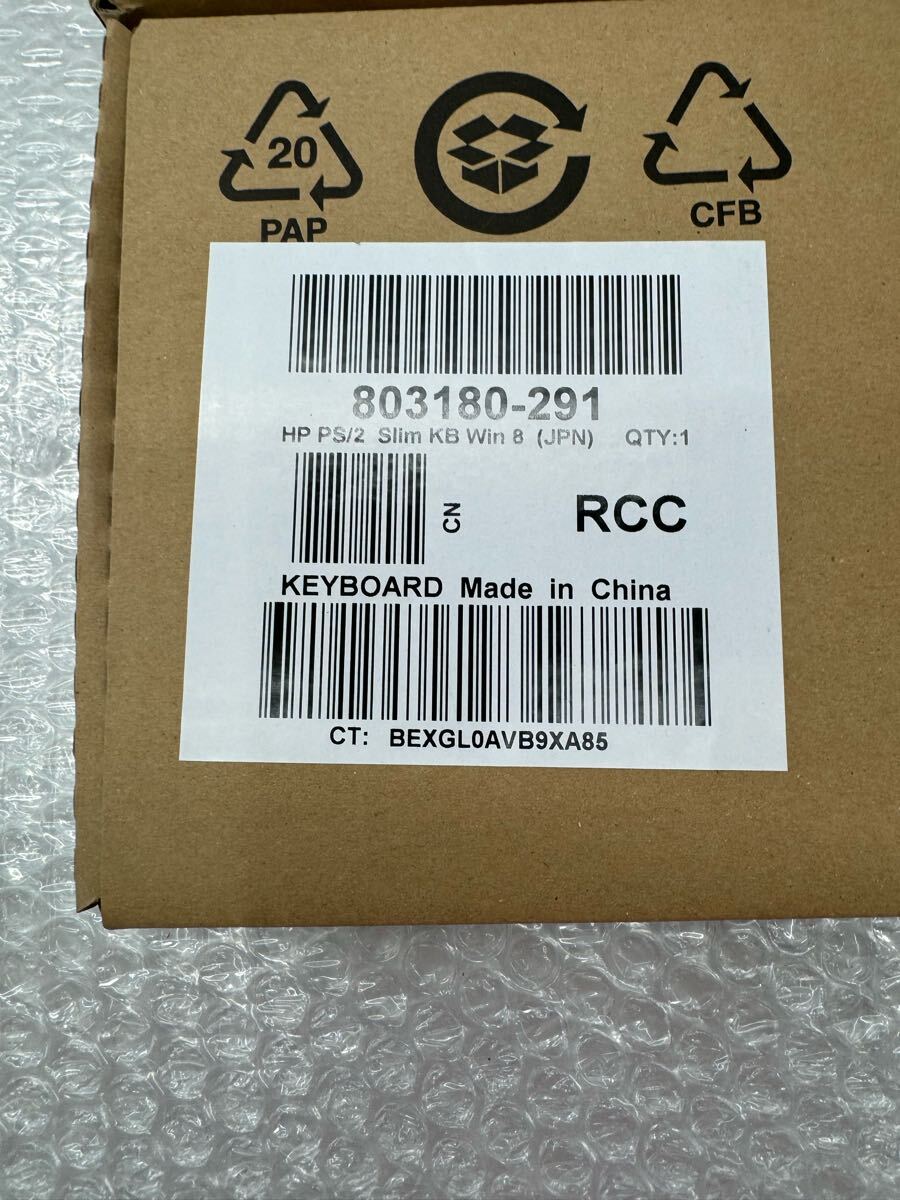 20
PAP
CFB
803180-291
HP PS/2 Slim KB Win 8 (JPN) QTY:1
CN
RCC
KEYBOARD Made in China
CT: BEXGL0AVB9XA85